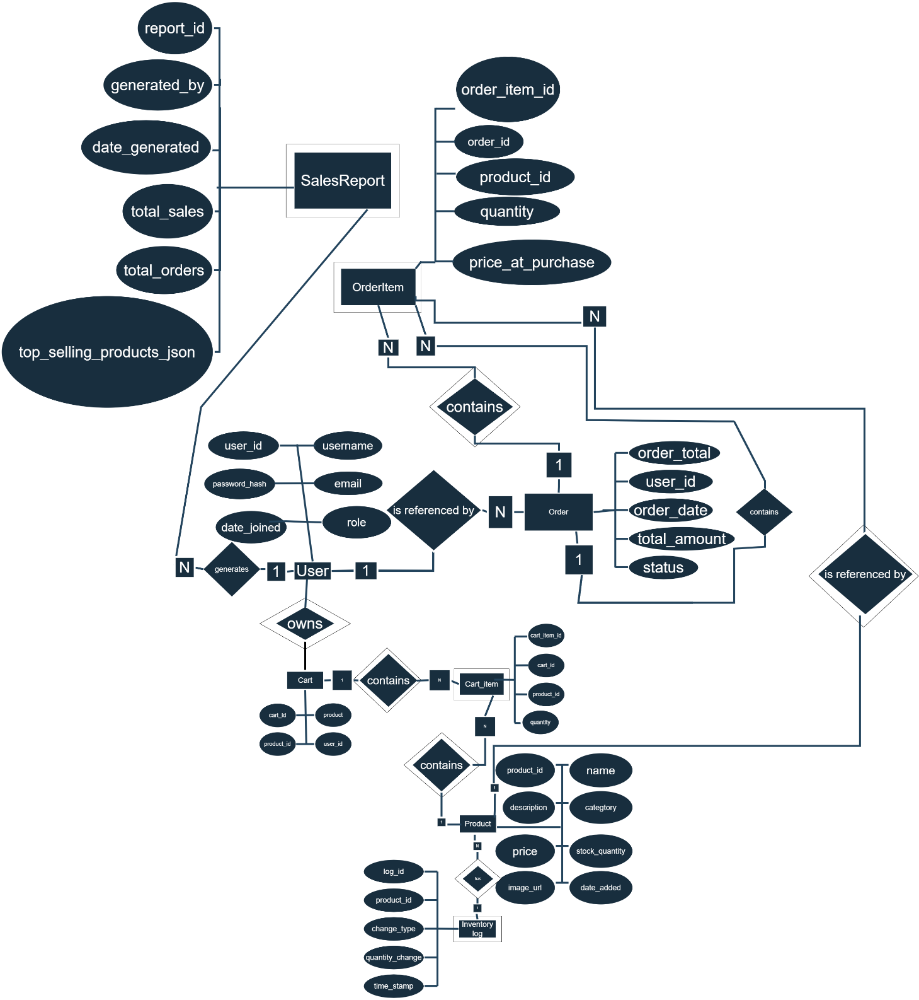 report_id
generated_by
date_generated
total_sales
total_orders
top_selling_products_json
SalesReport
order_item_id
order_id
product_id
quantity
price_at_purchase
OrderItem
N
N
N
contains
1
user_id
username
password_hash
email
date_joined
role
is referenced by
N
Order
order_total
user_id
order_date
total_amount
status
contains
1
is referenced by
N
generates
1
User
1
owns
Cart
1
contains
N
Cart_item
cart_item_id
cart_id
product_id
quantity
cart_id
product
product_id
user_id
N
contains
1
1
Product
product_id
name
description
categtory
price
stock_quantity
image_url
date_added
N
has
1
Inventory
log
log_id
product_id
change_type
quantity_change
time_stamp